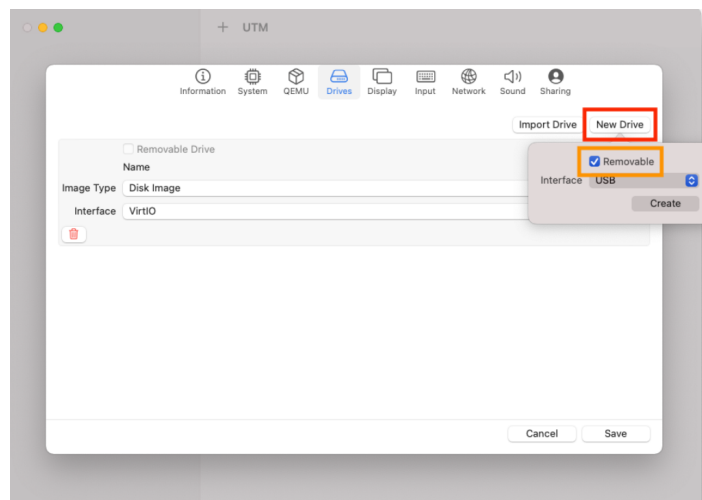 + UTM
Information System QEMU Drives Display Input Network Sound Sharing
Import Drive New Drive
Removable Drive
Removable
Name
Interface USB
Image Type Disk Image
Create
Interface VirtIO
Cancel Save